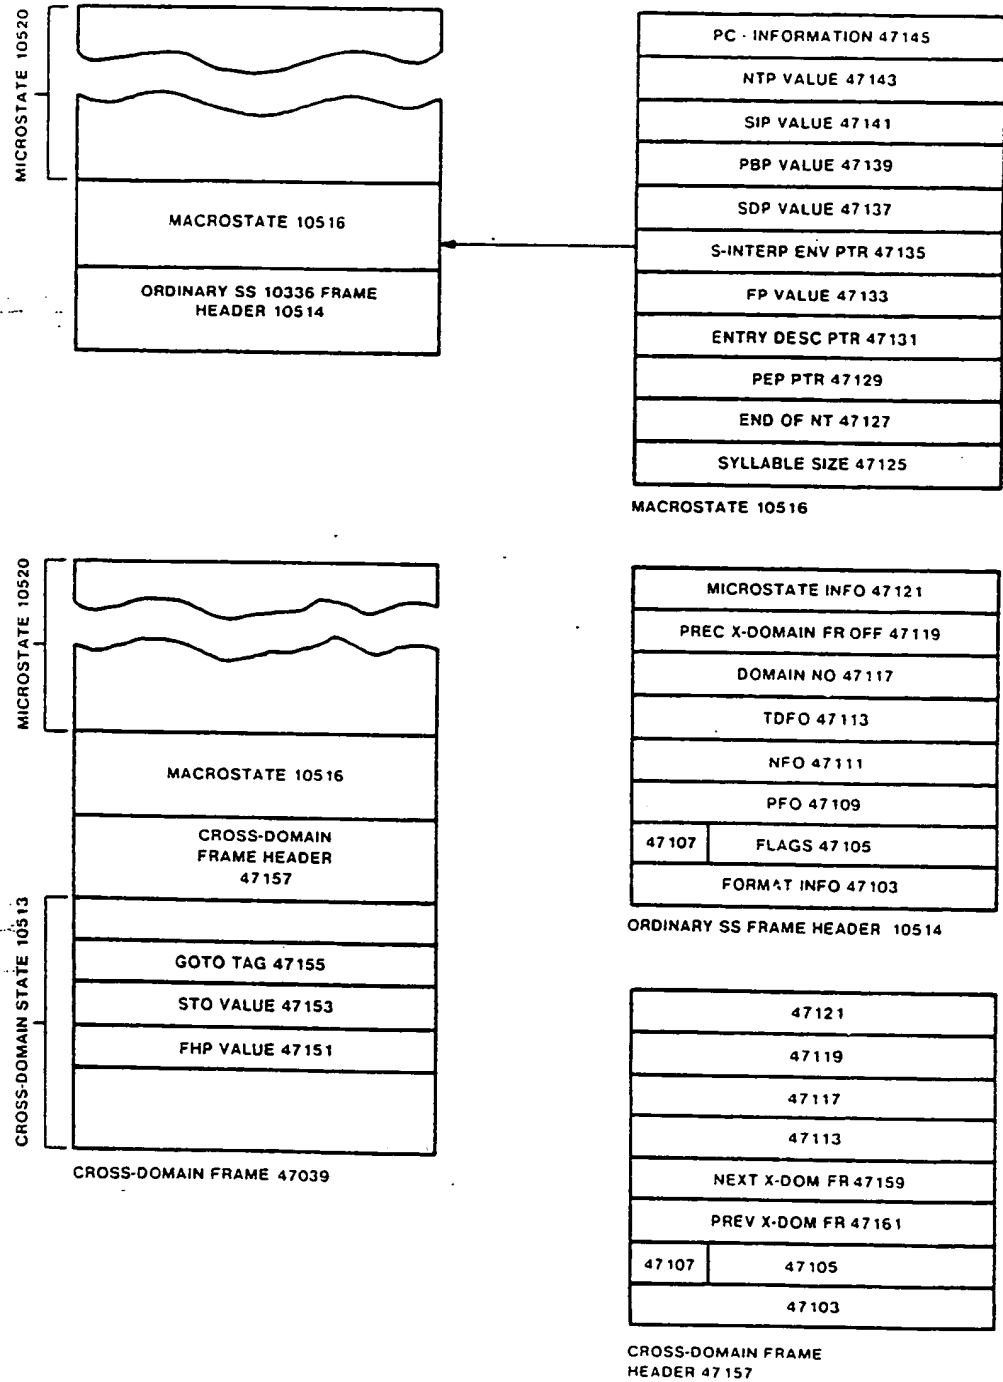 MICROSTATE 10520
MACROSTATE 10516
ORDINARY SS 10336 FRAME
HEADER 10514
PC - INFORMATION 47145
NTP VALUE 47143
SIP VALUE 47141
PBP VALUE 47139
SDP VALUE 47137
S-INTERP ENV PTR 47135
FP VALUE 47133
ENTRY DESC PTR 47131
PEP PTR 47129
END OF NT 47127
SYLLABLE SIZE 47125
MACROSTATE 10516
MICROSTATE 10520
MACROSTATE 10516
CROSS-DOMAIN
FRAME HEADER
47157
CROSS-DOMAIN STATE 10513
GOTO TAG 47155
STO VALUE 47153
FHP VALUE 47151
CROSS-DOMAIN FRAME 47039
MICROSTATE INFO 47121
PREC X-DOMAIN FR OFF 47119
DOMAIN NO 47117
TDFO 47113
NFO 47111
PFO 47109
47107 FLAGS 47105
FORMAT INFO 47103
ORDINARY SS FRAME HEADER 10514
47121
47119
47117
47113
NEXT X-DOM FR 47159
PREV X-DOM FR 47161
47107 47105
47103
CROSS-DOMAIN FRAME
HEADER 47157